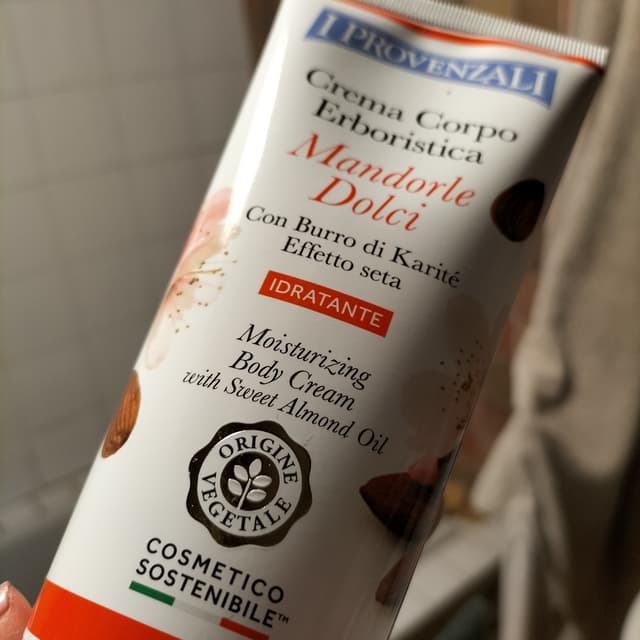 I PROVENZALI
Crema Corpo
Erboristica
Mandorle
Dolci
Con Burro di Karité
Effetto seta
IDRATANTE
Moisturizing
Body Cream
with Sweet Almond Oil
ORIGINE
VEGETALE
COSMETICO
SOSTENIBILE™